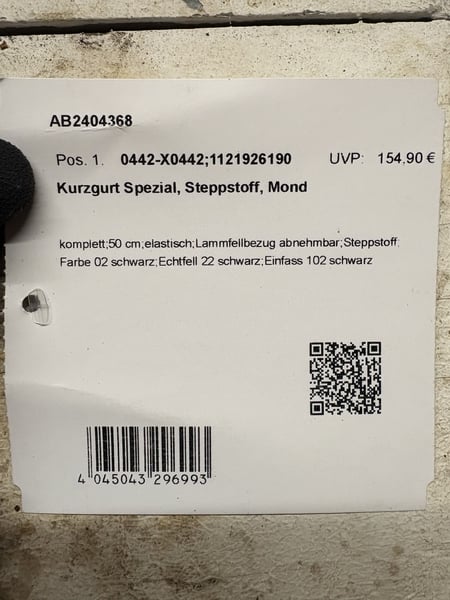 AB2404368
Pos. 1. 0442-X0442;1121926190 UVP: 154,90 €
Kurzgurt Spezial, Steppstoff, Mond
komplett;50 cm;elastisch;Lammfellbezug abnehmbar;Steppstoff:
Farbe 02 schwarz;Echtfell 22 schwarz;Einfass 102 schwarz
4 045043 296993